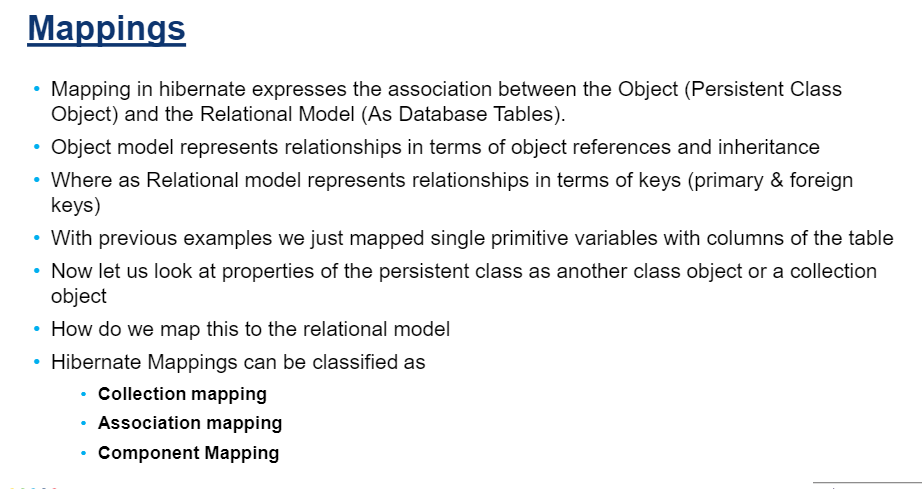 Mappings
• Mapping in hibernate expresses the association between the Object (Persistent Class
Object) and the Relational Model (As Database Tables).
• Object model represents relationships in terms of object references and inheritance
• Where as Relational model represents relationships in terms of keys (primary & foreign
keys)
• With previous examples we just mapped single primitive variables with columns of the table
• Now let us look at properties of the persistent class as another class object or a collection
object
• How do we map this to the relational model
• Hibernate Mappings can be classified as
• Collection mapping
• Association mapping
• Component Mapping